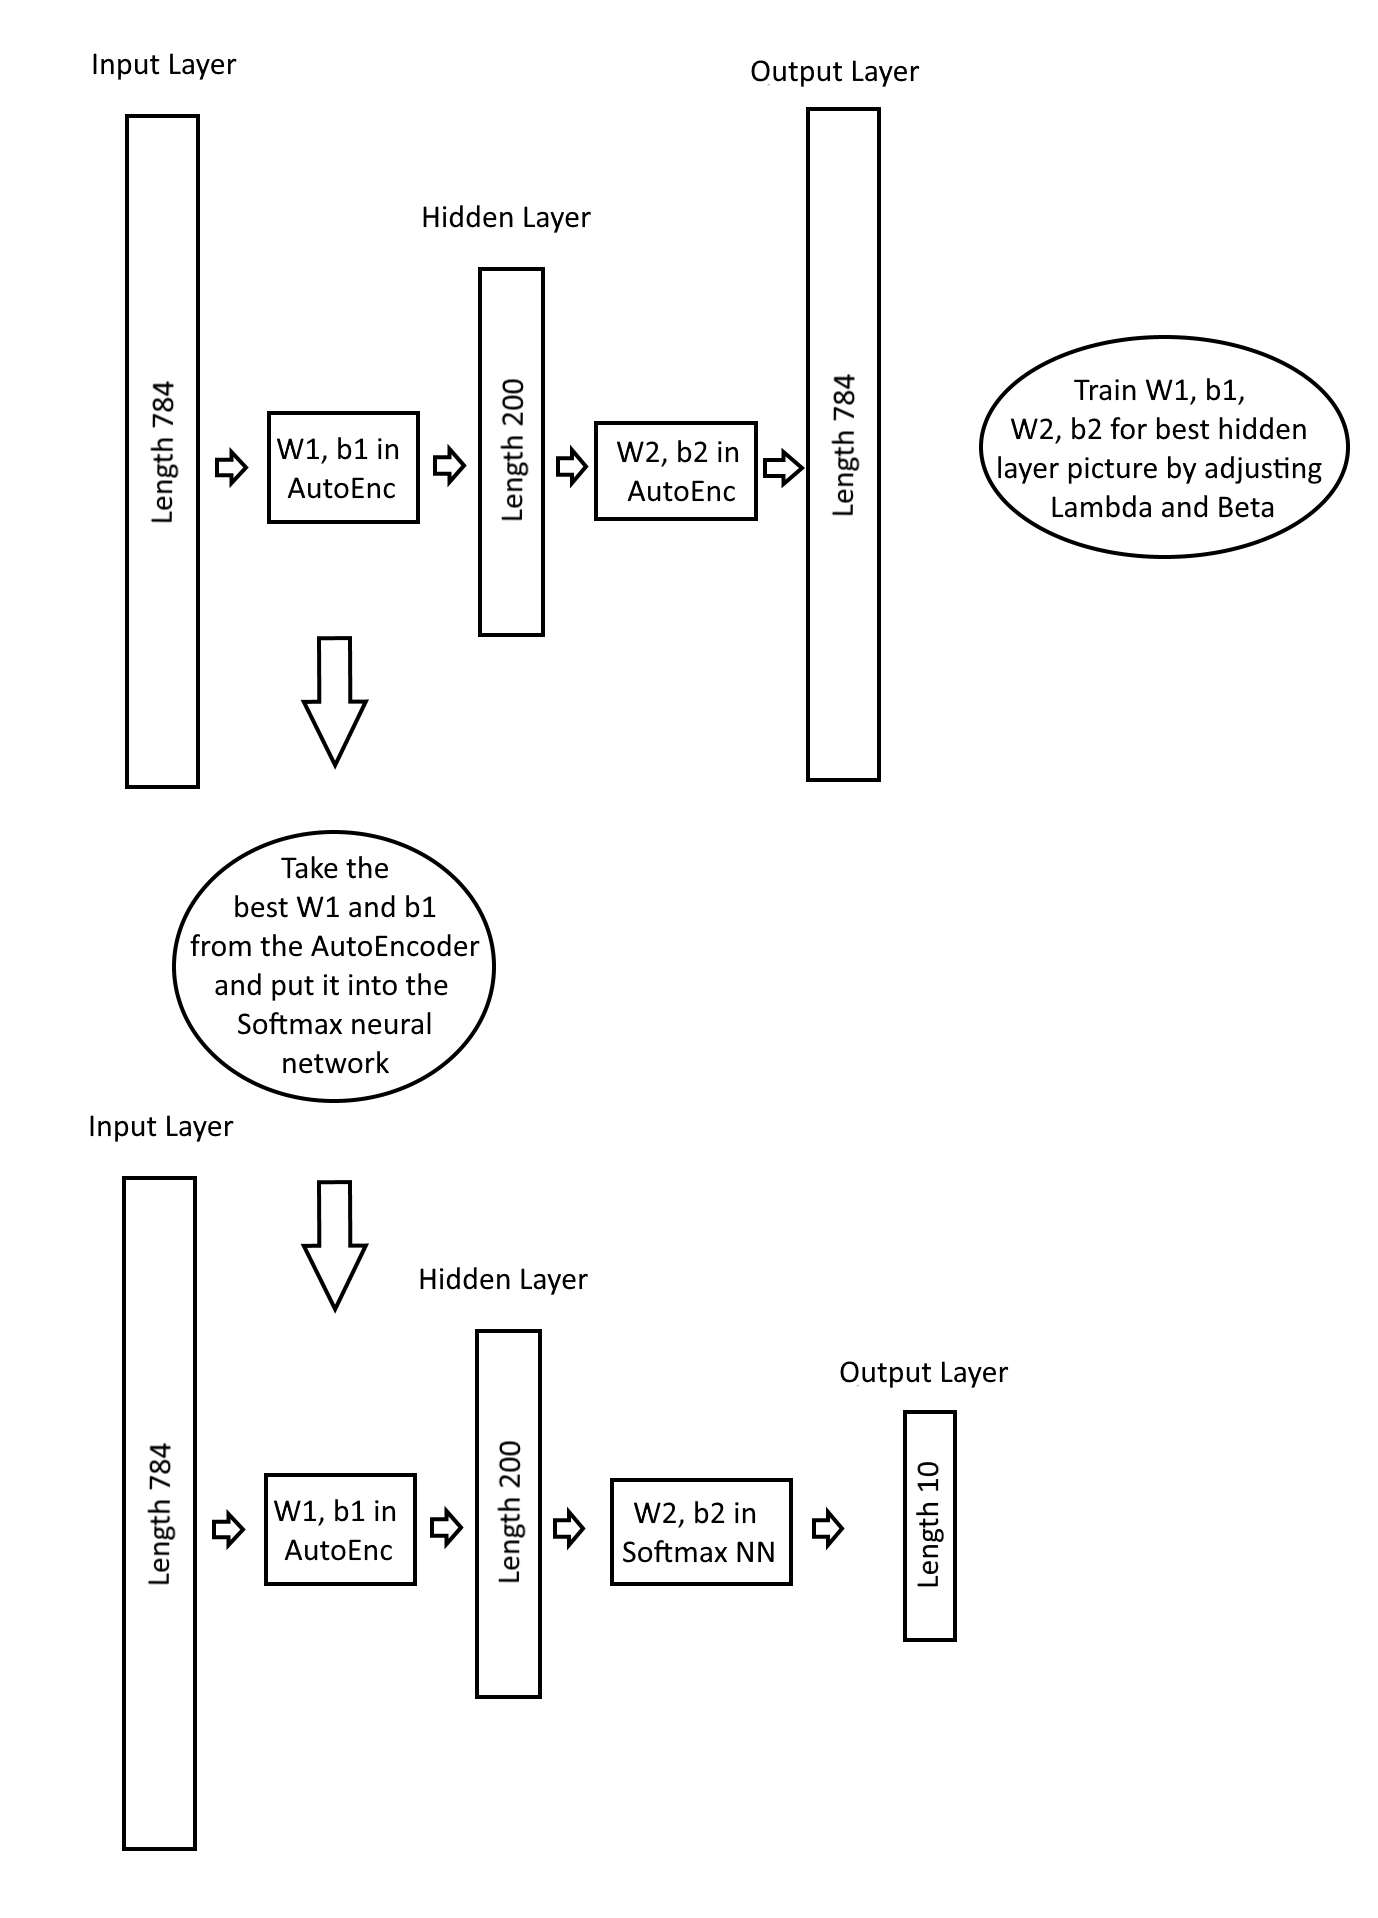 Input Layer
Output Layer
Hidden Layer
Length 784
W1, b1 in
AutoEnc
Length 200
W2, b2 in
AutoEnc
Length 784
Train W1, b1,
W2, b2 for best hidden
layer picture by adjusting
Lambda and Beta
Take the
best W1 and b1
from the AutoEncoder
and put it into the
Softmax neural
network
Input Layer
Hidden Layer
Output Layer
Length 784
W1, b1 in
AutoEnc
Length 200
W2, b2 in
Softmax NN
Length 10